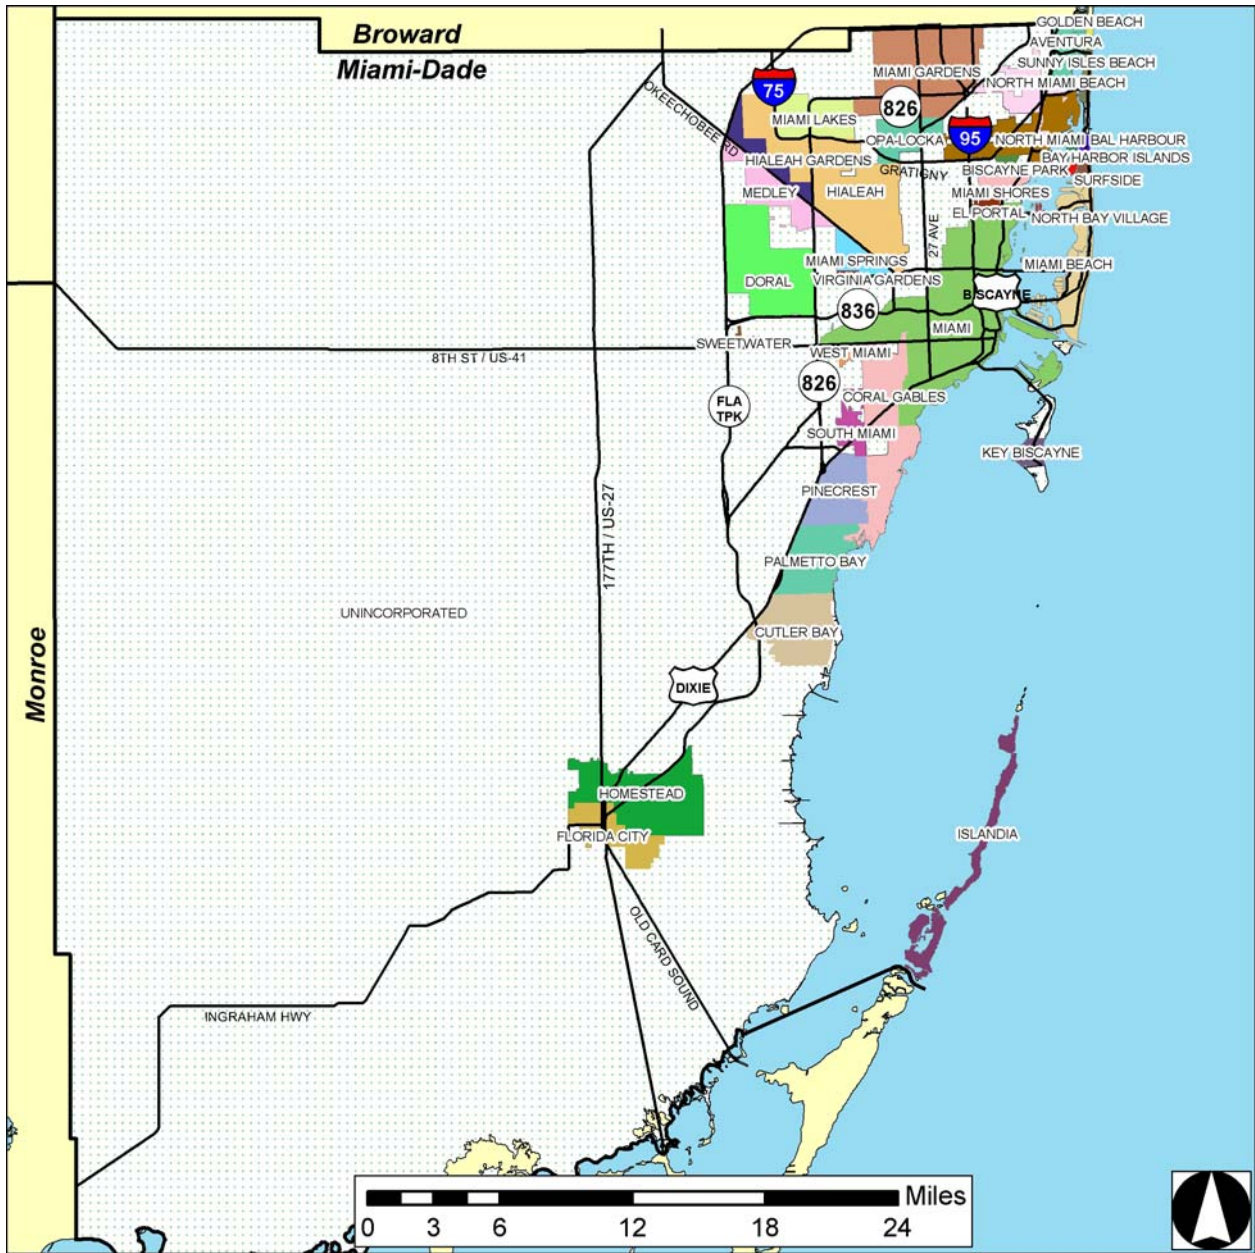 Broward
Miami-Dade
GOLDEN BEACH
AVENTURA
SUNNY ISLES BEACH
MIAMI GARDENS
NORTH MIAMI BEACH
75
OKEECHOBEE RD
826
MIAMI LAKES
OPA-LOCKA
95
NORTH MIAMI
BAL HARBOUR
HIALEAH GARDENS
BAY HARBOR ISLANDS
GRATIGNY
BISCAYNE PARK
SURFSIDE
MEDLEY
HIALEAH
MIAMI SHORES
EL PORTAL
NORTH BAY VILLAGE
27 AVE
MIAMI SPRINGS
MIAMI BEACH
DORAL
VIRGINIA GARDENS
BISCAYNE
836
MIAMI
SWEETWATER
WEST MIAMI
8TH ST / US-41
826
FLA
TPK
CORAL GABLES
SOUTH MIAMI
KEY BISCAYNE
PINECREST
177TH / US-27
PALMETTO BAY
UNINCORPORATED
CUTLER BAY
Monroe
DIXIE
HOMESTEAD
FLORIDA CITY
ISLANDIA
OLD CARD SOUND
INGRAHAM HWY
Miles
0 3 6 12 18 24